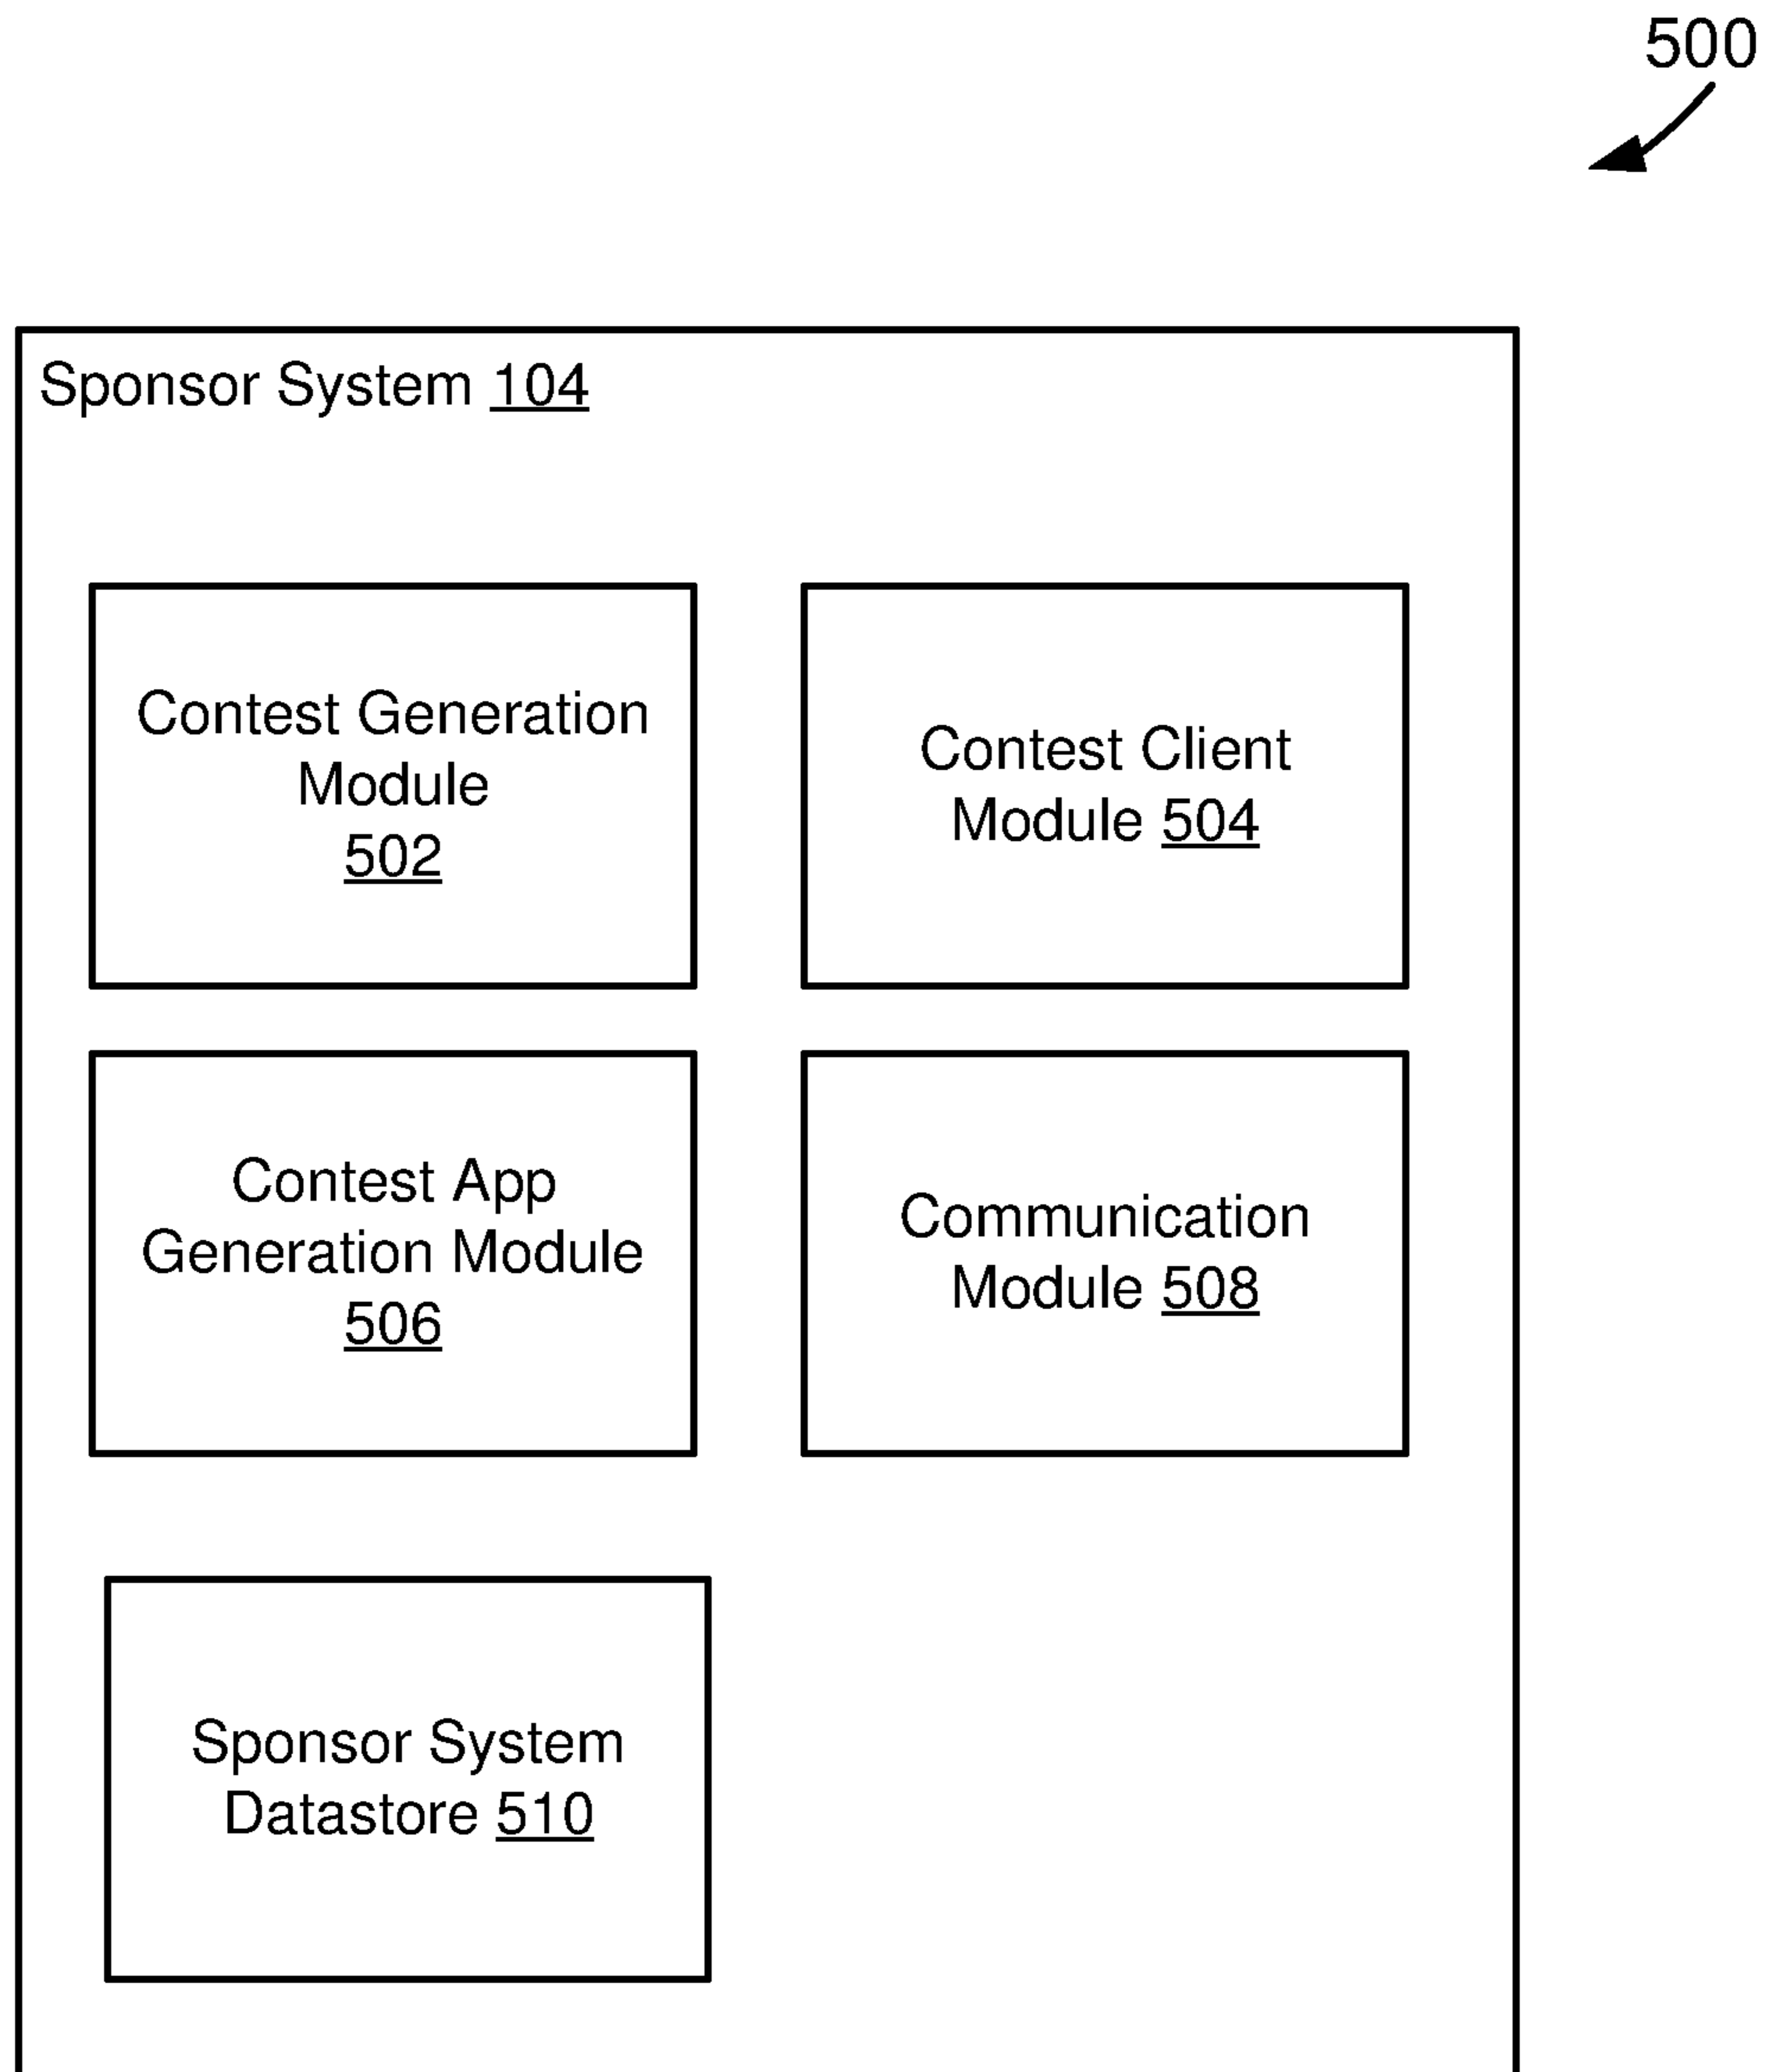 500
Sponsor System 104
Contest Generation
Module
502
Contest Client
Module 504
Contest App
Generation Module
506
Communication
Module 508
Sponsor System
Datastore 510